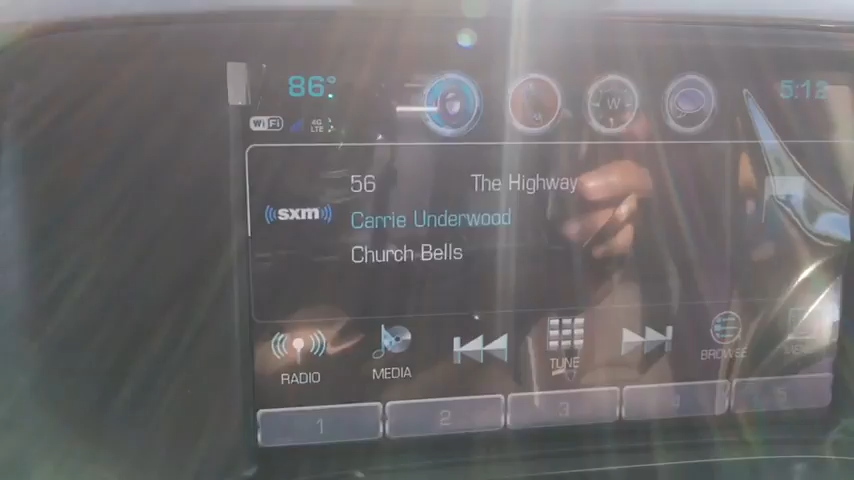 86°
5:12
WiFi
4G LTE
W
56 The Highway
sxm
Carrie Underwood
Church Bells
RADIO
MEDIA
TUNE
BROWSE
1
2
3